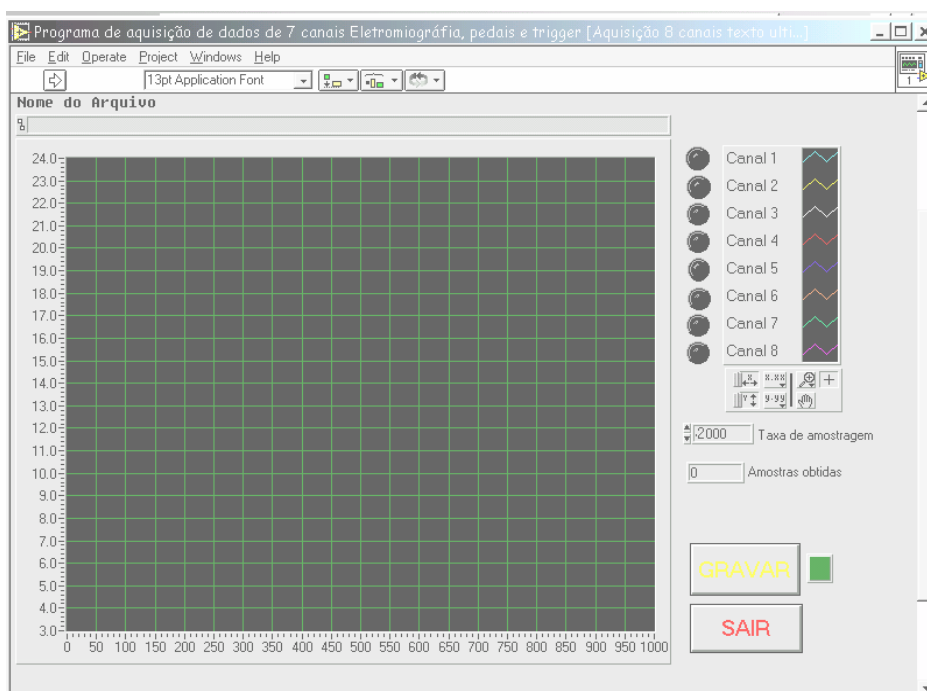 Programa de aquisição de dados de 7 canais Eletromiográfia, pedais e trigger [Aquisição 8 canais texto ulti...]
File Edit Operate Project Windows Help
13pt Application Font
1
Nome do Arquivo
Canal 1
Canal 2
Canal 3
Canal 4
Canal 5
Canal 6
Canal 7
Canal 8
24.0
23.0
22.0
21.0
20.0
19.0
18.0
17.0
16.0
15.0
14.0
13.0
12.0
11.0
10.0
9.0
8.0
7.0
6.0
5.0
4.0
3.0
0 50 100 150 200 250 300 350 400 450 500 550 600 650 700 750 800 850 900 950 1000
X X.XX
Y Y.YY
2000 Taxa de amostragem
0 Amostras obtidas
GRAVAR
SAIR